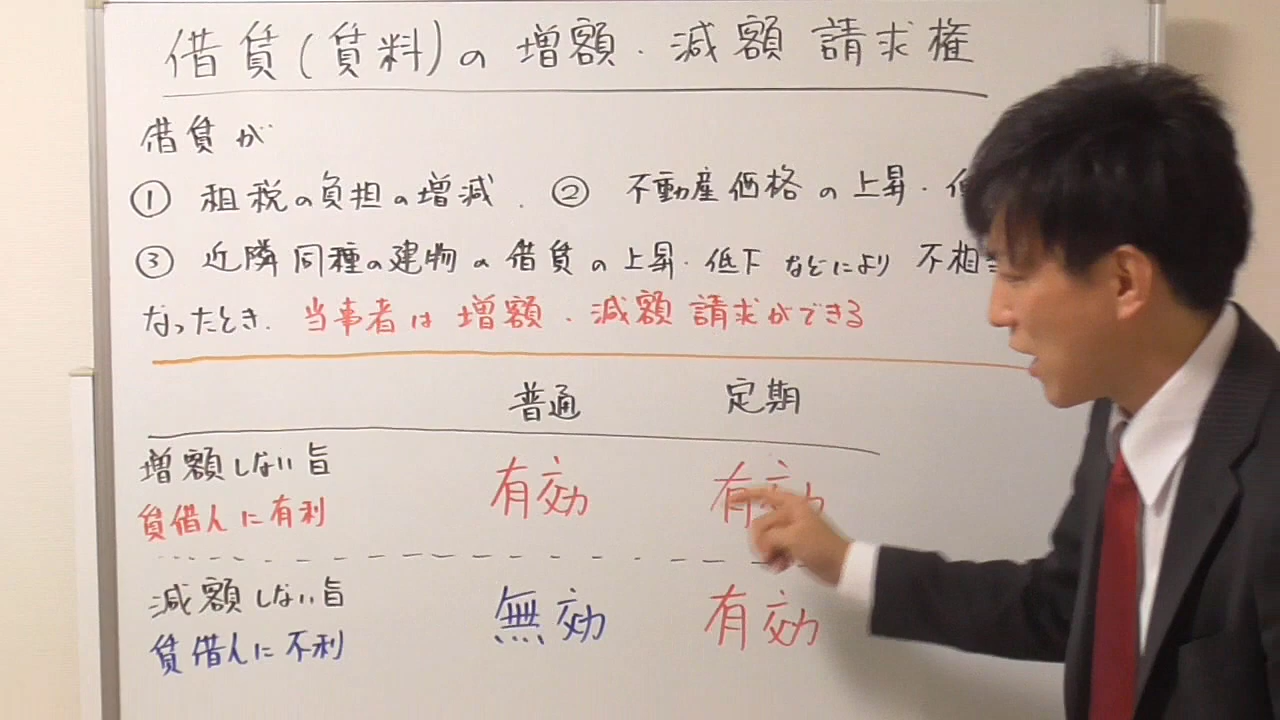 借賃(賃料)の増額・減額請求権
借賃が
① 租税の負担の増減. ② 不動産価格の上昇・低
③ 近隣同種の建物の借賃の上昇・低下 などにより 不相
なったとき. 当事者は 増額・減額 請求ができる
普通 定期
増額しない旨
賃借人に有利 有効 有効
減額しない旨
賃借人に不利 無効 有効